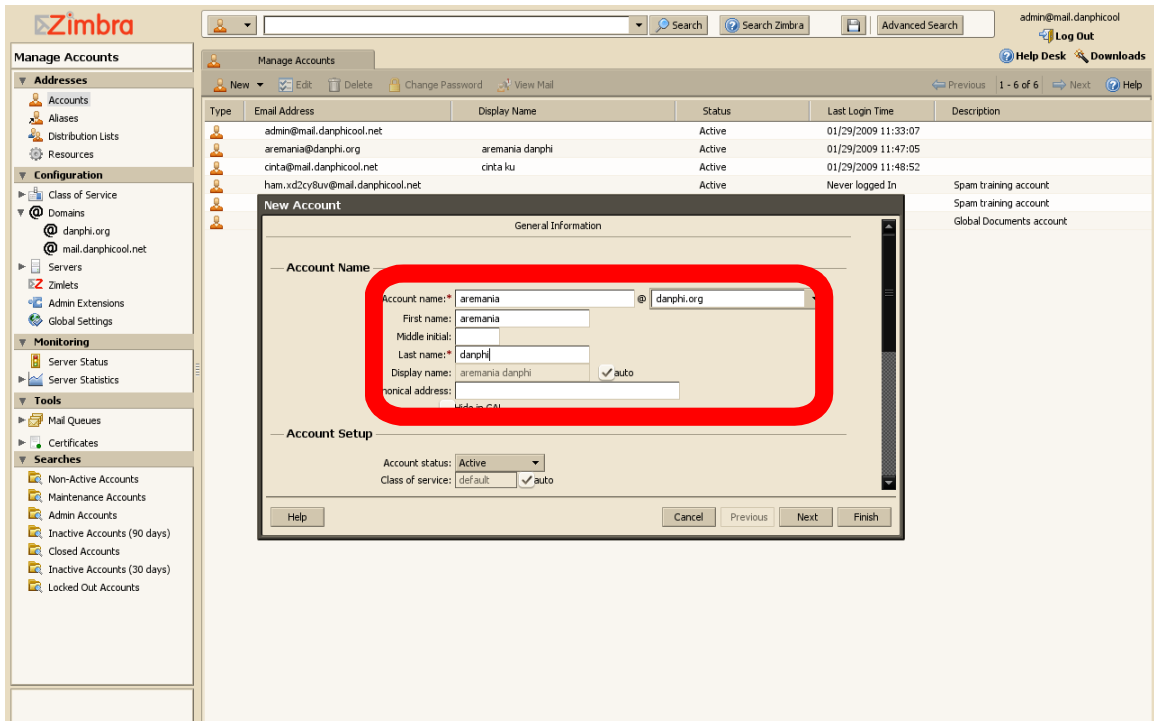 Zimbra
Search
Search Zimbra
Advanced Search
admin@mail.danphicool
Log Out
Help Desk Downloads
Manage Accounts
Manage Accounts
Addresses
Accounts
Aliases
Distribution Lists
Resources
Configuration
Class of Service
Domains
danphi.org
mail.danphicool.net
Servers
Zimlets
Admin Extensions
Global Settings
Monitoring
Server Status
Server Statistics
Tools
Mail Queues
Certificates
Searches
Non-Active Accounts
Maintenance Accounts
Admin Accounts
Inactive Accounts (90 days)
Closed Accounts
Inactive Accounts (30 days)
Locked Out Accounts
New Edit Delete Change Password View Mail Previous 1 - 6 of 6 Next Help
Type Email Address Display Name Status Last Login Time Description
admin@mail.danphicool.net Active 01/29/2009 11:33:07
aremania@danphi.org aremania danphi Active 01/29/2009 11:47:05
cinta@mail.danphicool.net cinta ku Active 01/29/2009 11:48:52
ham.xd2cy8uv@mail.danphicool.net Active Never logged In Spam training account
Spam training account
Global Documents account
New Account
General Information
Account Name
Account name:* aremania @ danphi.org
First name: aremania
Middle initial:
Last name:* danphi
Display name: aremania danphi auto
nonical address:
Hide in GAL
Account Setup
Account status: Active
Class of service: default auto
Help Cancel Previous Next Finish